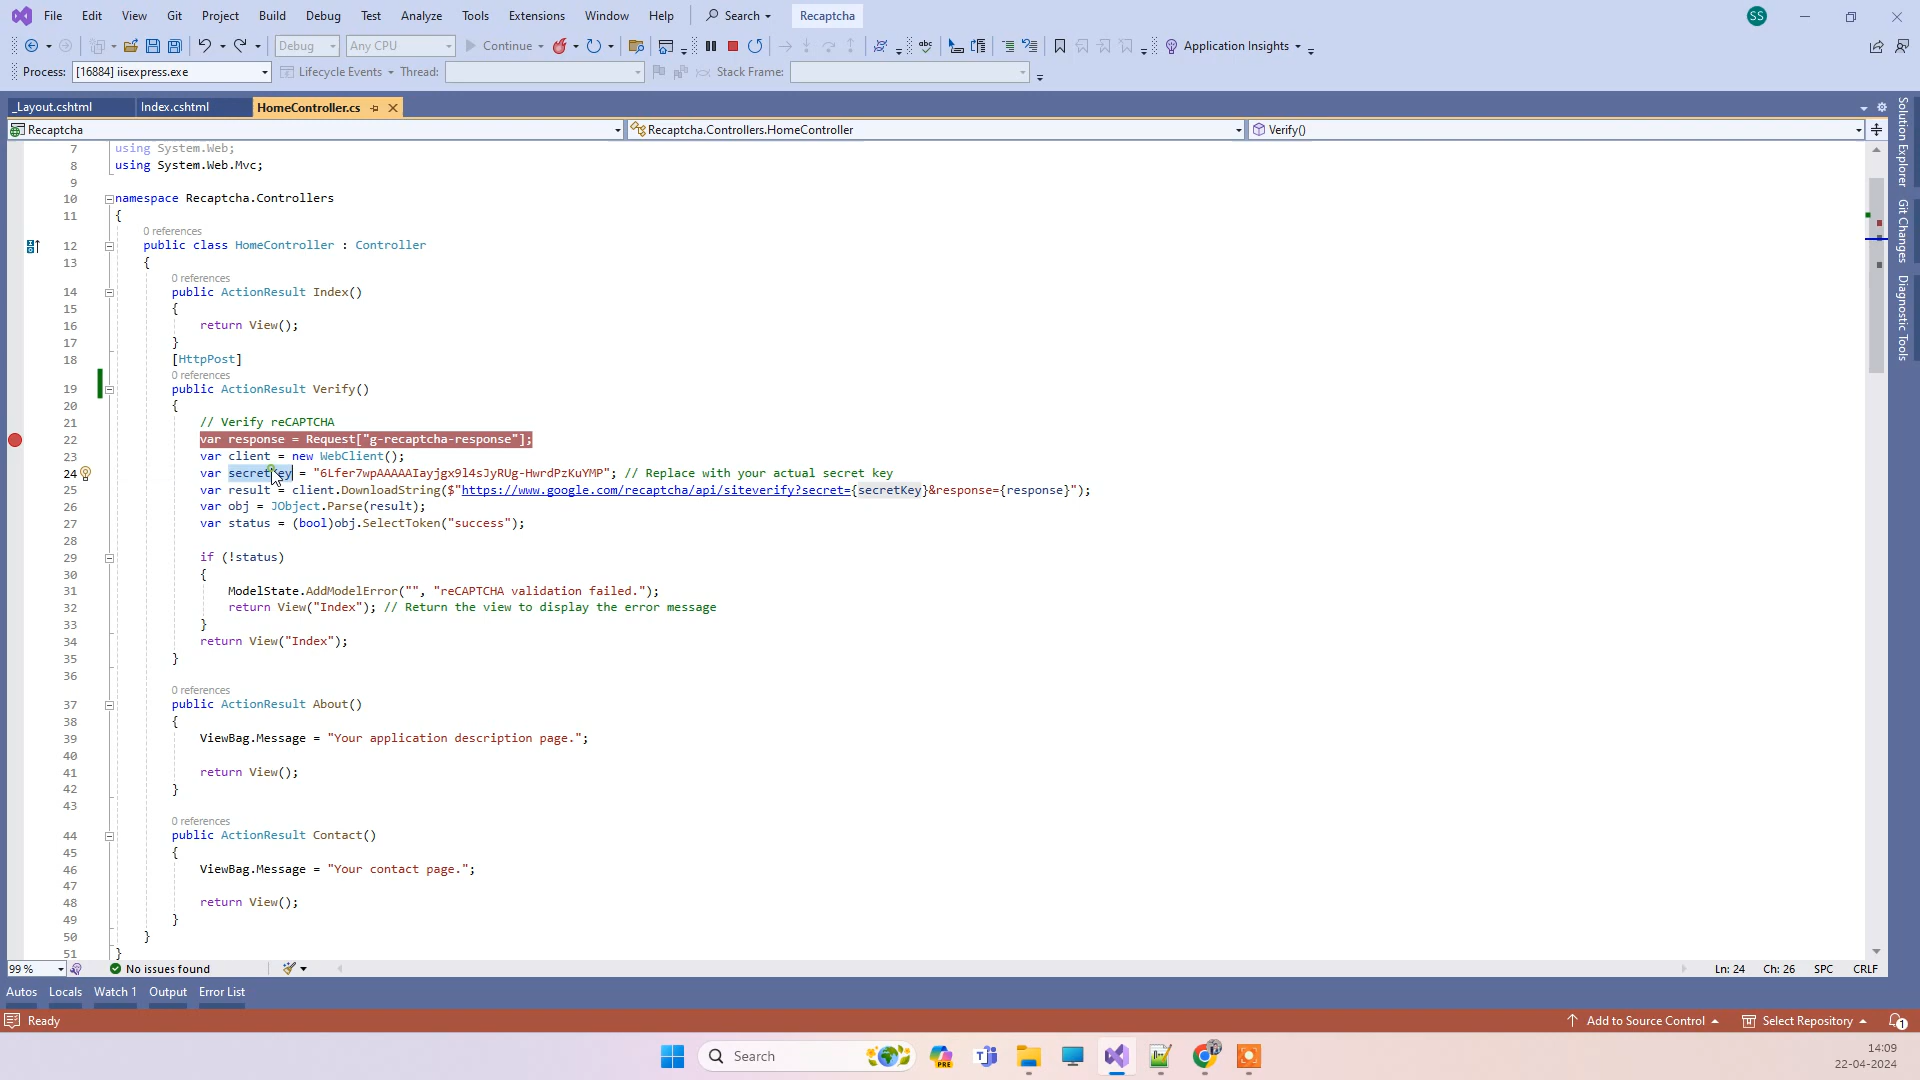 File Edit View Git Project Build Debug Test Analyze Tools Extensions Window Help Search Recaptcha SS
Debug Any CPU Continue Application Insights
Process: [16884] iisexpress.exe Lifecycle Events Thread: Stack Frame:
_Layout.cshtml Index.cshtml HomeController.cs
Recaptcha Recaptcha.Controllers.HomeController Verify()
7 using System.Web;
8 using System.Web.Mvc;
9
10 namespace Recaptcha.Controllers
11 {
0 references
12 public class HomeController : Controller
13 {
0 references
14 public ActionResult Index()
15 {
16 return View();
17 }
18 [HttpPost]
0 references
19 public ActionResult Verify()
20 {
21 // Verify reCAPTCHA
22 var response = Request["g-recaptcha-response"];
23 var client = new WebClient();
24 var secretKey = "6Lfer7wpAAAAAIayjgx9l4sJyRUg-HwrdPzKuYMP"; // Replace with your actual secret key
25 var result = client.DownloadString($"https://www.google.com/recaptcha/api/siteverify?secret={secretKey}&response={response}");
26 var obj = JObject.Parse(result);
27 var status = (bool)obj.SelectToken("success");
28
29 if (!status)
30 {
31 ModelState.AddModelError("", "reCAPTCHA validation failed.");
32 return View("Index"); // Return the view to display the error message
33 }
34 return View("Index");
35 }
36
0 references
37 public ActionResult About()
38 {
39 ViewBag.Message = "Your application description page.";
40
41 return View();
42 }
43
0 references
44 public ActionResult Contact()
45 {
46 ViewBag.Message = "Your contact page.";
47
48 return View();
49 }
50 }
51 }
Solution Explorer
Git Changes
Diagnostic Tools
99 % No issues found Ln: 24 Ch: 26 SPC CRLF
Autos Locals Watch 1 Output Error List
Ready Add to Source Control Select Repository 1
Search PRE 14:09
22-04-2024